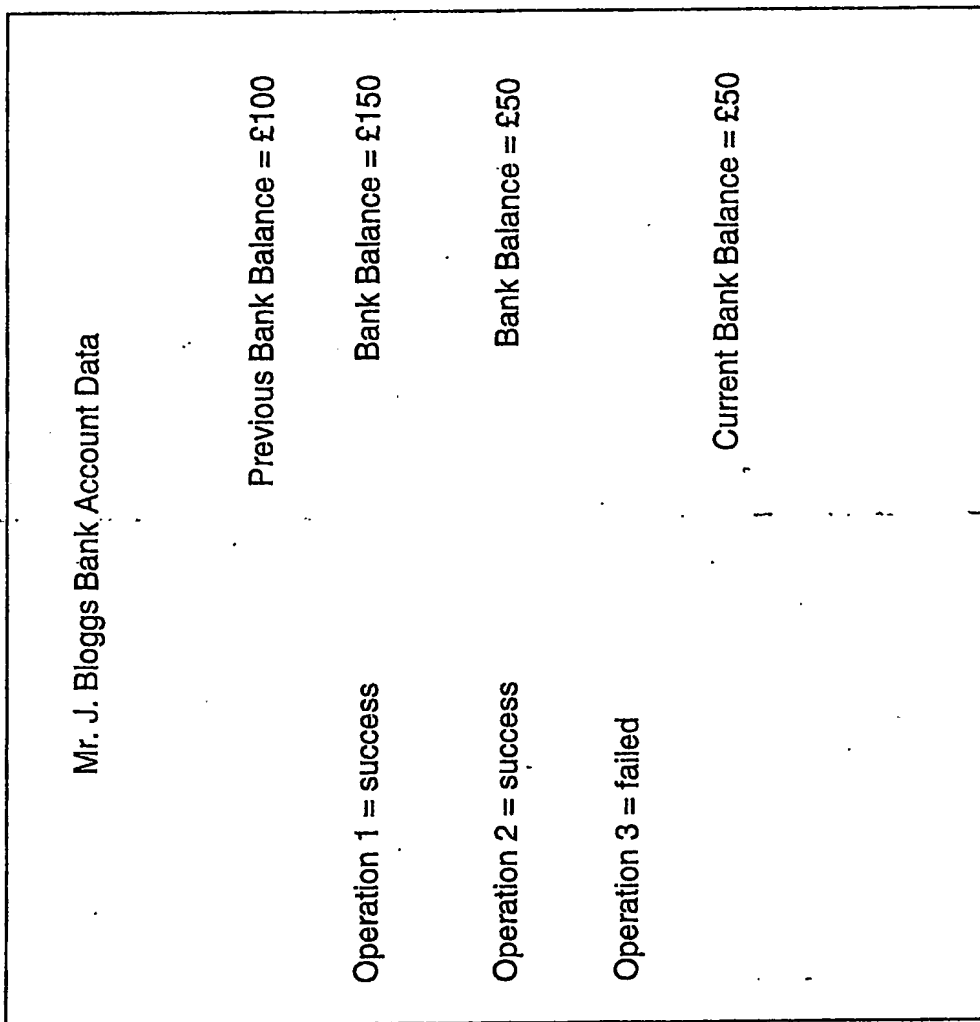 Mr. J. Bloggs Bank Account Data
Previous Bank Balance = £100
Operation 1 = success Bank Balance = £150
Operation 2 = success Bank Balance = £50
Operation 3 = failed
Current Bank Balance = £50